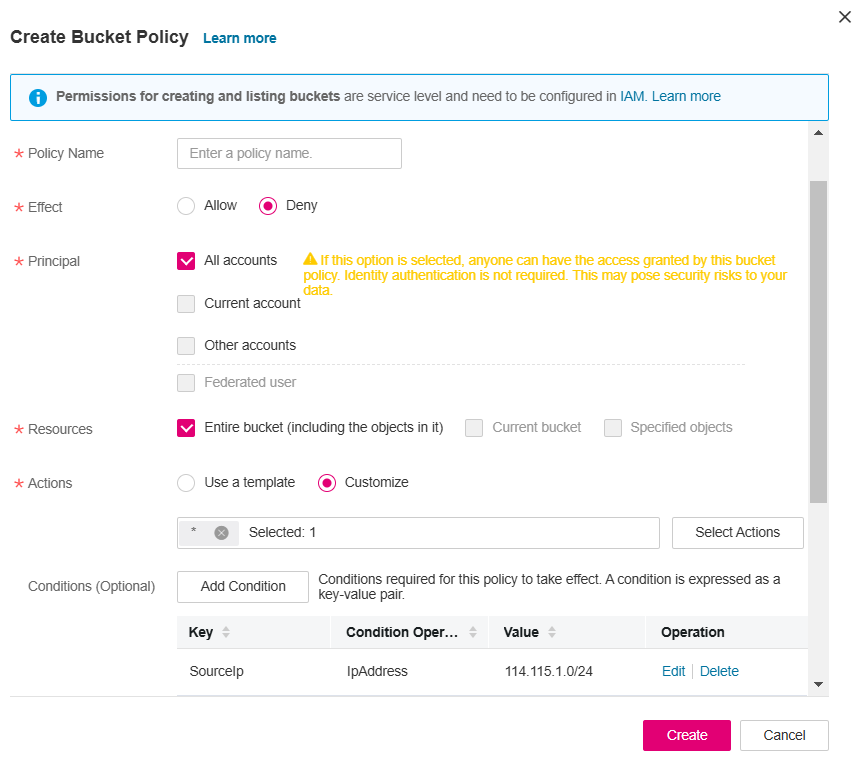 Create Bucket Policy Learn more
Permissions for creating and listing buckets are service level and need to be configured in IAM. Learn more
* Policy Name Enter a policy name.
* Effect Allow Deny
* Principal All accounts If this option is selected, anyone can have the access granted by this bucket
policy. Identity authentication is not required. This may pose security risks to your
data.
Current account
Other accounts
Federated user
* Resources Entire bucket (including the objects in it) Current bucket Specified objects
* Actions Use a template Customize
* Selected: 1 Select Actions
Conditions (Optional) Add Condition Conditions required for this policy to take effect. A condition is expressed as a
key-value pair.
Key Condition Oper... Value Operation
SourceIp IpAddress 114.115.1.0/24 Edit Delete
Create Cancel